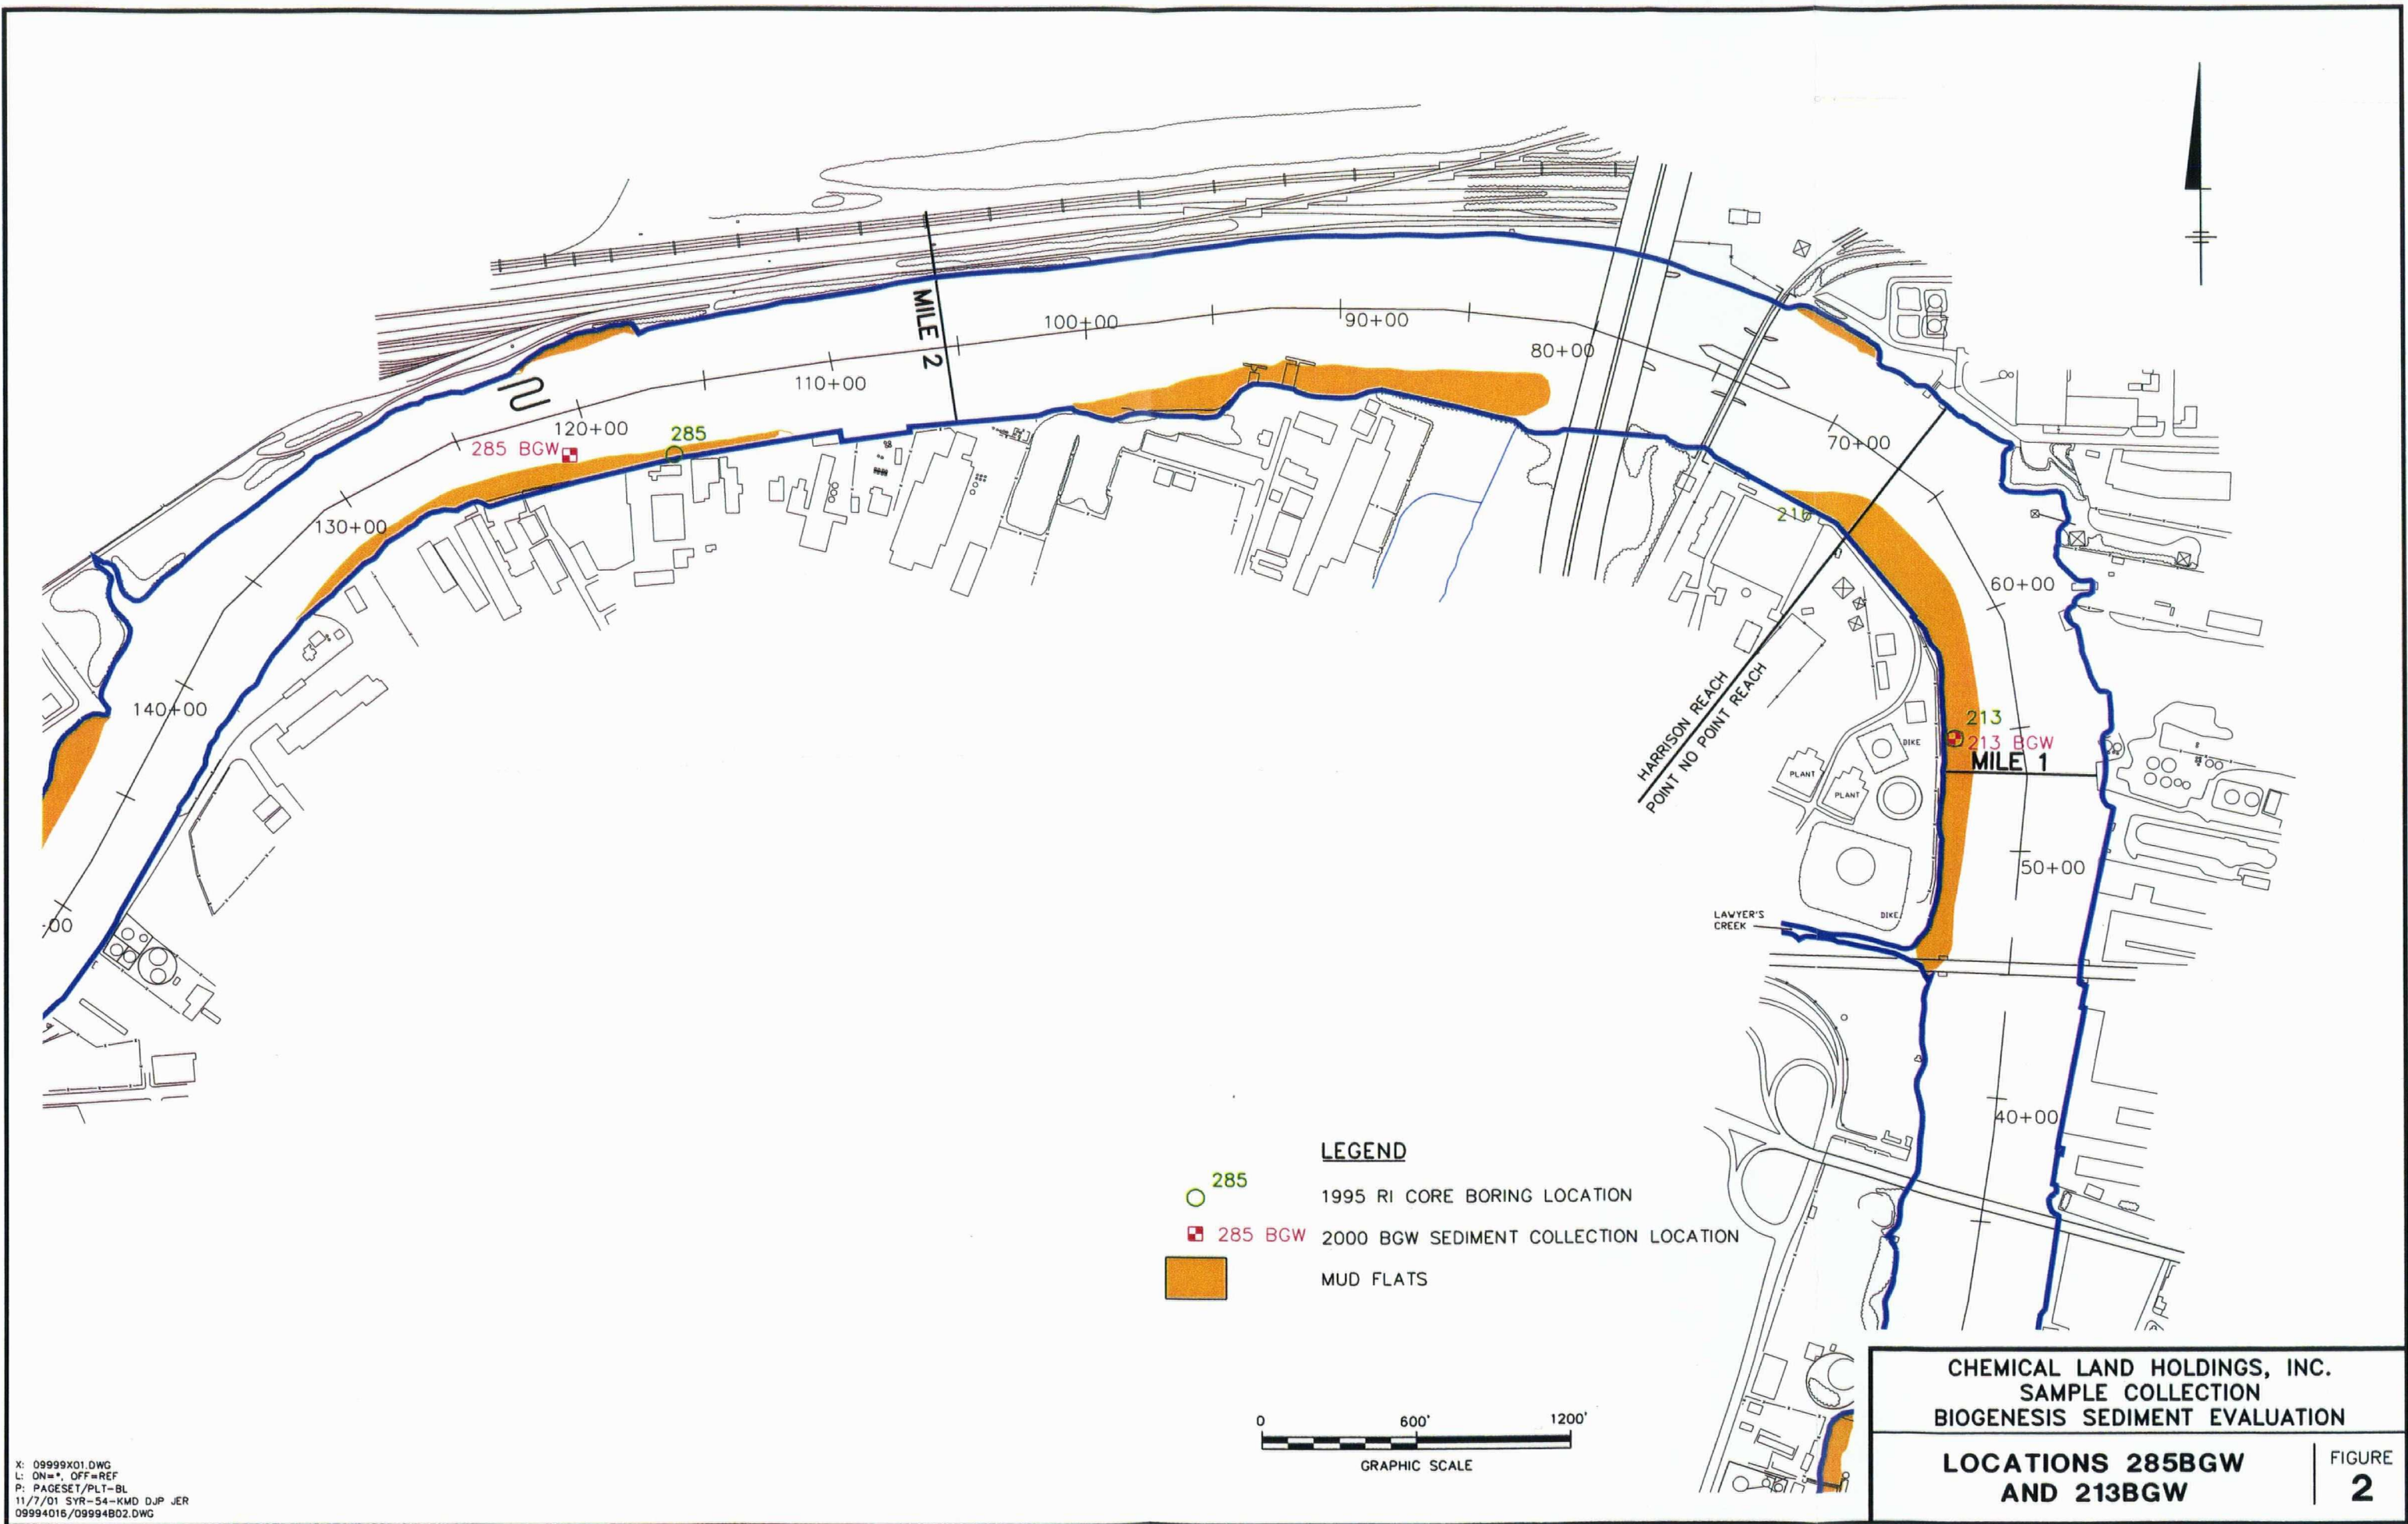 MILE 2
100+00
90+00
80+00
110+00
120+00
285 BGW
285
130+00
140+00
-00
70+00
216
60+00
HARRISON REACH
POINT NO POINT REACH
213
213 BGW
MILE 1
DIKE
PLANT
PLANT
50+00
DIKE
LAWYER'S
CREEK
40+00
LEGEND
285
1995 RI CORE BORING LOCATION
285 BGW 2000 BGW SEDIMENT COLLECTION LOCATION
MUD FLATS
0 600' 1200'
GRAPHIC SCALE
X: 09999X01.DWG
L: ON=*, OFF=REF
P: PAGESET/PLT-BL
11/7/01 SYR-54-KMD DJP JER
09994016/09994B02.DWG
CHEMICAL LAND HOLDINGS, INC.
SAMPLE COLLECTION
BIOGENESIS SEDIMENT EVALUATION
LOCATIONS 285BGW
AND 213BGW
FIGURE
2